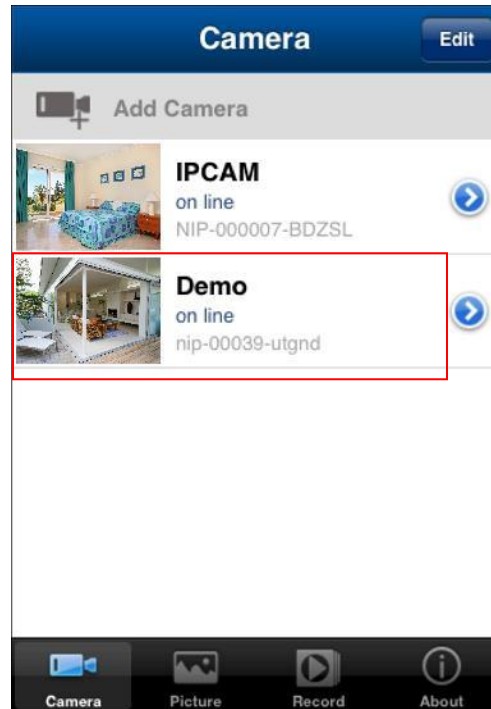 Camera
Edit
Add Camera
IPCAM
on line
NIP-000007-BDZSL
Demo
on line
nip-00039-utgnd
Camera
Picture
Record
About